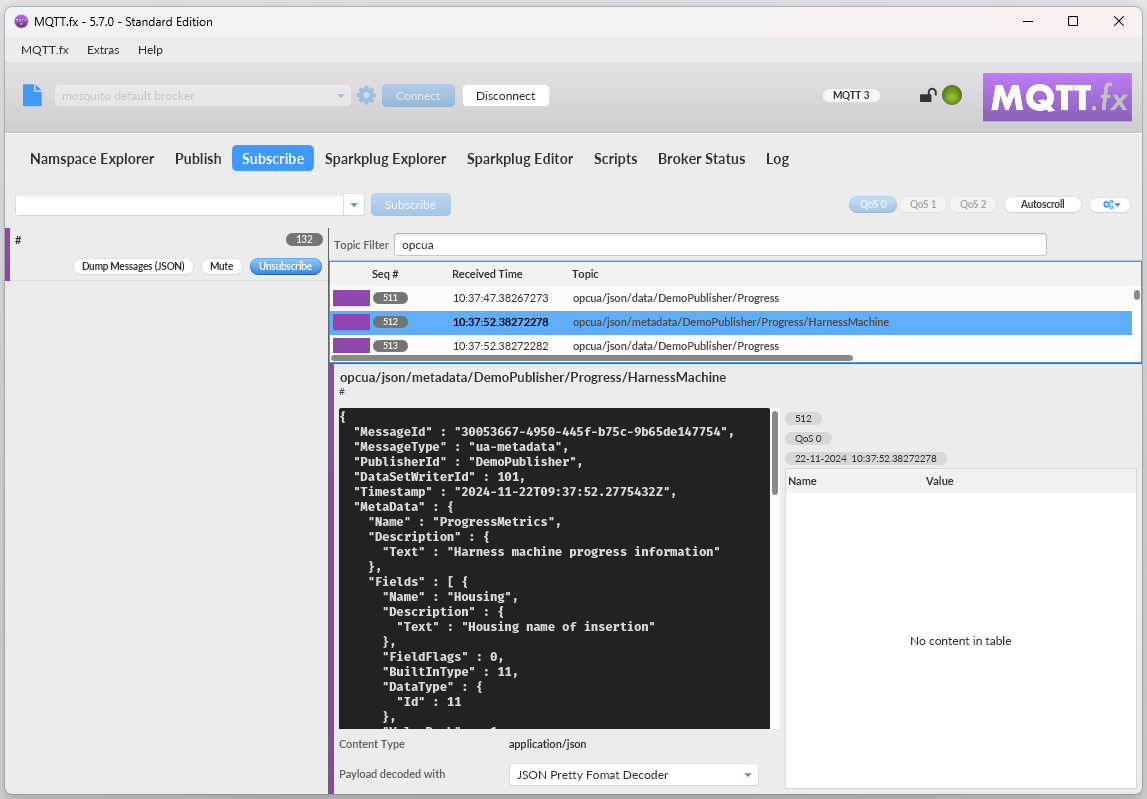 MQTT.fx - 5.7.0 - Standard Edition
MQTT.fx Extras Help
mosquito default brocker Connect Disconnect MQTT 3 MQTT.fx
Namspace Explorer Publish Subscribe Sparkplug Explorer Sparkplug Editor Scripts Broker Status Log
Subscribe QoS 0 QoS 1 QoS 2 Autoscroll
# 132
Dump Messages (JSON) Mute Unsubscribe
Topic Filter opcua
Seq # Received Time Topic
511 10:37:47.38267273 opcua/json/data/DemoPublisher/Progress
512 10:37:52.38272278 opcua/json/metadata/DemoPublisher/Progress/HarnessMachine
513 10:37:52.38272282 opcua/json/data/DemoPublisher/Progress
opcua/json/metadata/DemoPublisher/Progress/HarnessMachine
#
{
"MessageId" : "30053667-4950-445f-b75c-9b65de147754",
"MessageType" : "ua-metadata",
"PublisherId" : "DemoPublisher",
"DataSetWriterId" : 101,
"Timestamp" : "2024-11-22T09:37:52.2775432Z",
"MetaData" : {
"Name" : "ProgressMetrics",
"Description" : {
"Text" : "Harness machine progress information"
},
"Fields" : [ {
"Name" : "Housing",
"Description" : {
"Text" : "Housing name of insertion"
},
"FieldFlags" : 0,
"BuiltInType" : 11,
"DataType" : {
"Id" : 11
},
512
QoS 0
22-11-2024 10:37:52.38272278
Name Value
No content in table
Content Type application/json
Payload decoded with JSON Pretty Fomat Decoder